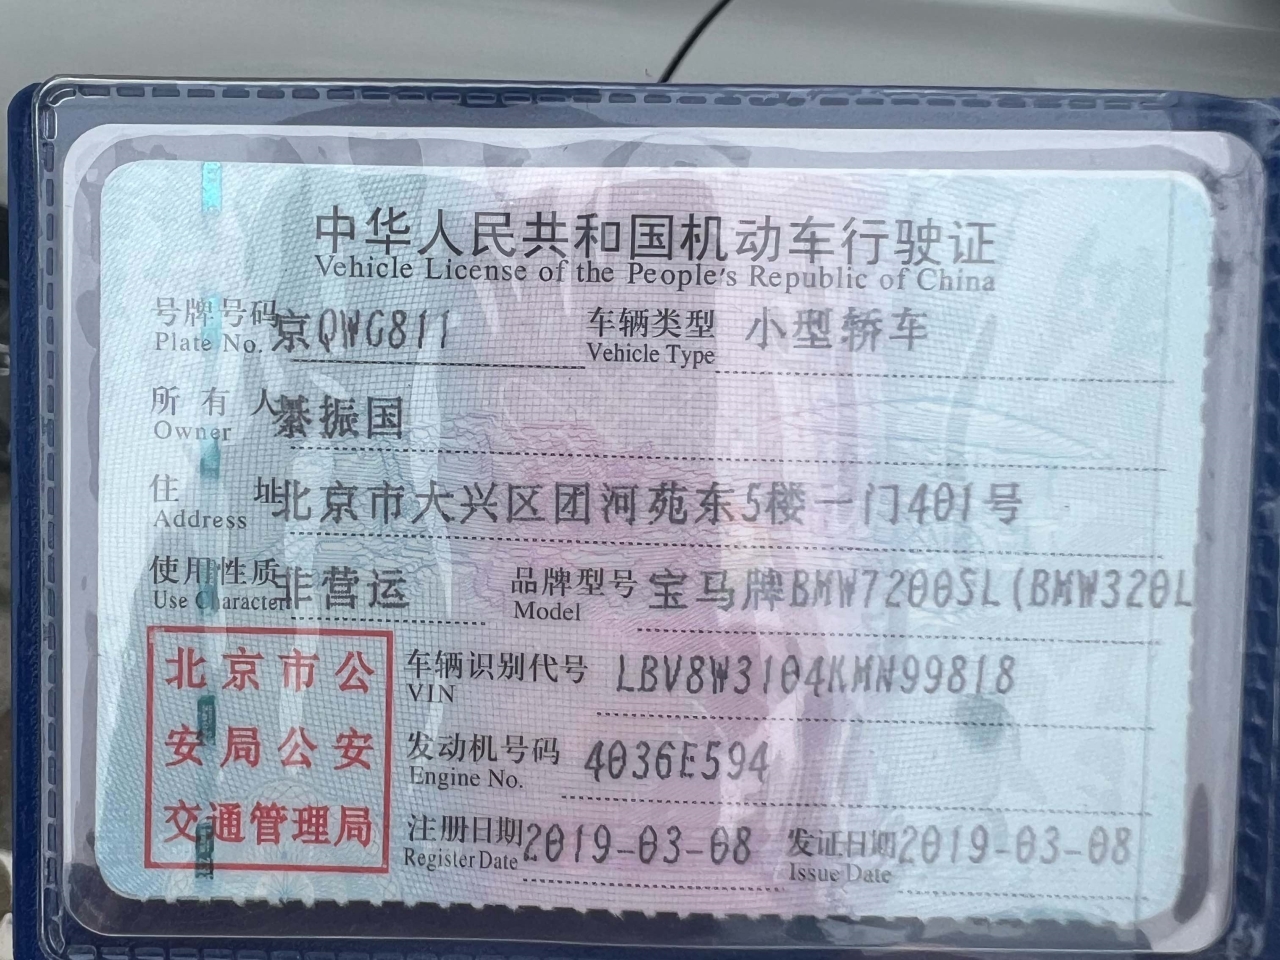 中华人民共和国机动车行驶证
Vehicle License of the People's Republic of China
号牌号码 京QWG811 车辆类型 小型轿车
Plate No. Vehicle Type
所有人 綦振国
Owner
住址 北京市大兴区团河苑东5楼一门401号
Address
使用性质 非营运 品牌型号 宝马牌BMW7200SL(BMW320L
Use Character Model
北京市公
安局公安
交通管理局
车辆识别代号 LBV8W3104KMN99818
VIN
发动机号码 4036E594
Engine No.
注册日期 2019-03-08 发证日期 2019-03-08
Register Date Issue Date